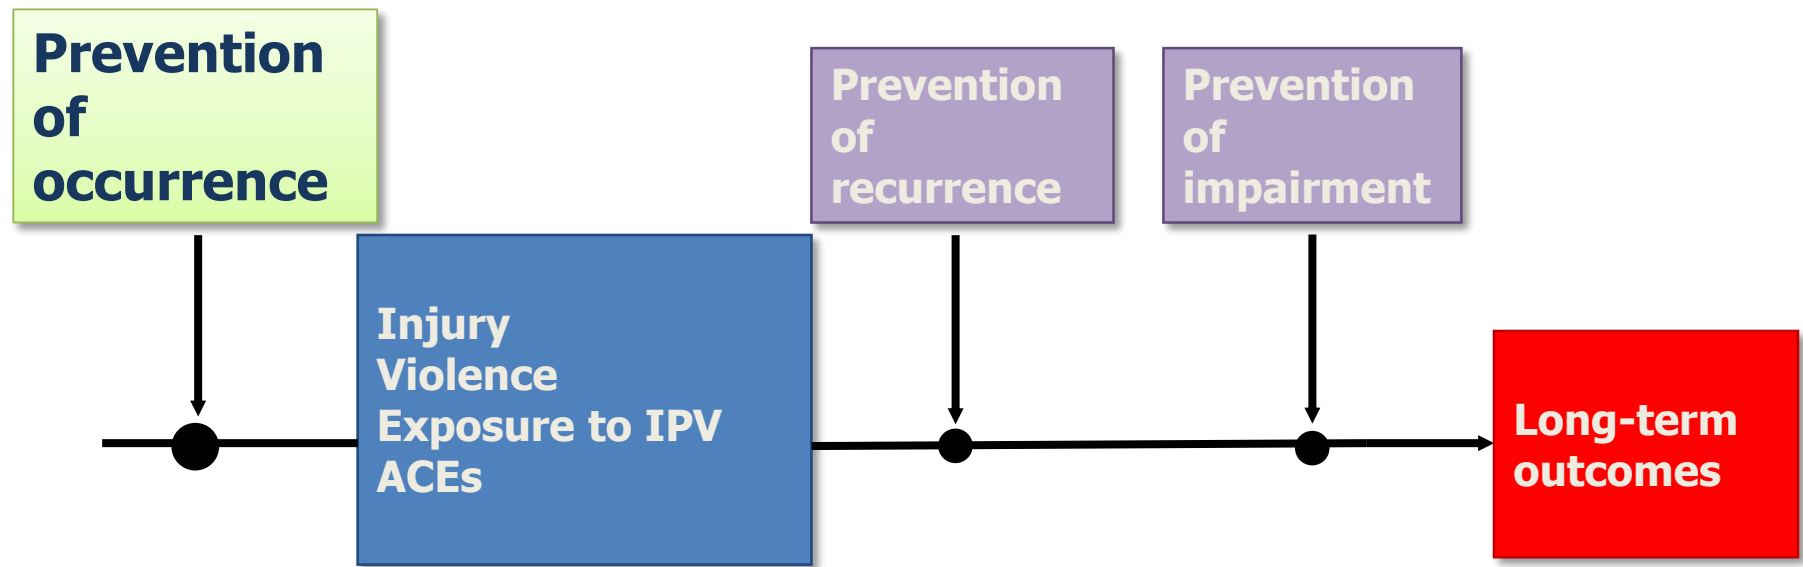 Prevention
of
occurrence
Prevention
of
recurrence
Prevention
of
impairment
Injury
Violence
Exposure to IPV
ACEs
Long-term
outcomes